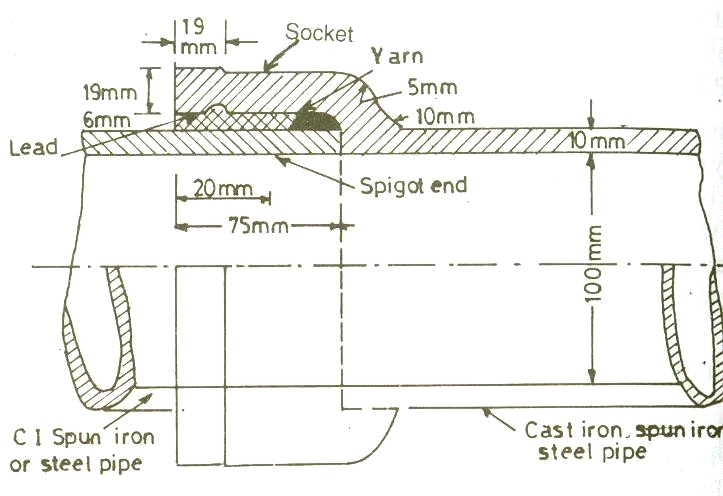 19
mm
Socket
Yarn
5mm
19mm
10mm
6mm
Lead
10mm
20mm
Spigot end
75mm
100mm
C I Spun iron
or steel pipe
Cast iron, spun iron
steel pipe